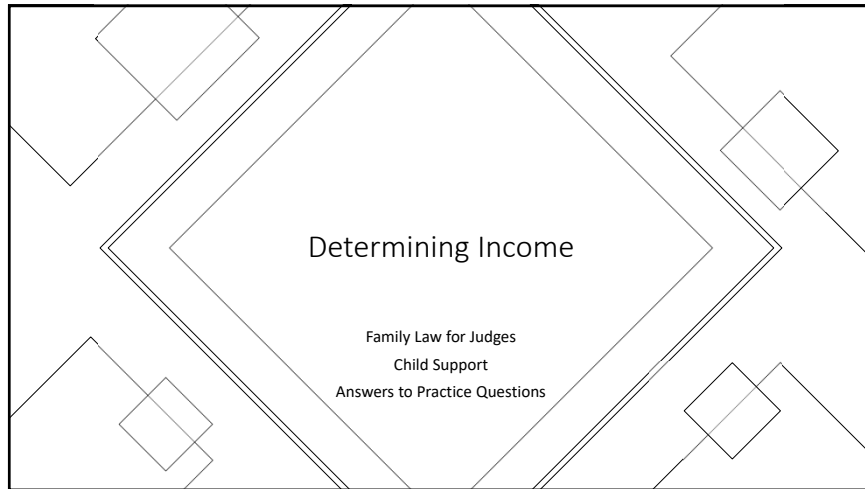 Determining Income
Family Law for Judges
Child Support
Answers to Practice Questions